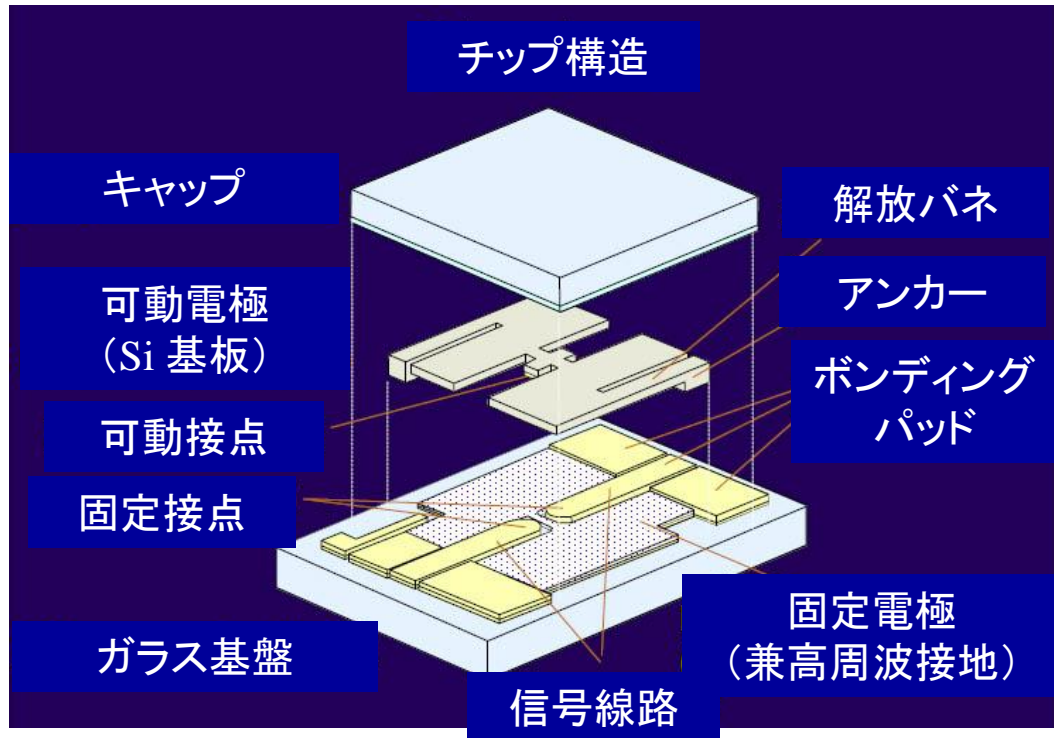 チップ構造
キャップ
解放バネ
可動電極
（Si 基板）
アンカー
ボンディング
パッド
可動接点
固定接点
固定電極
（兼高周波接地）
ガラス基盤
信号線路